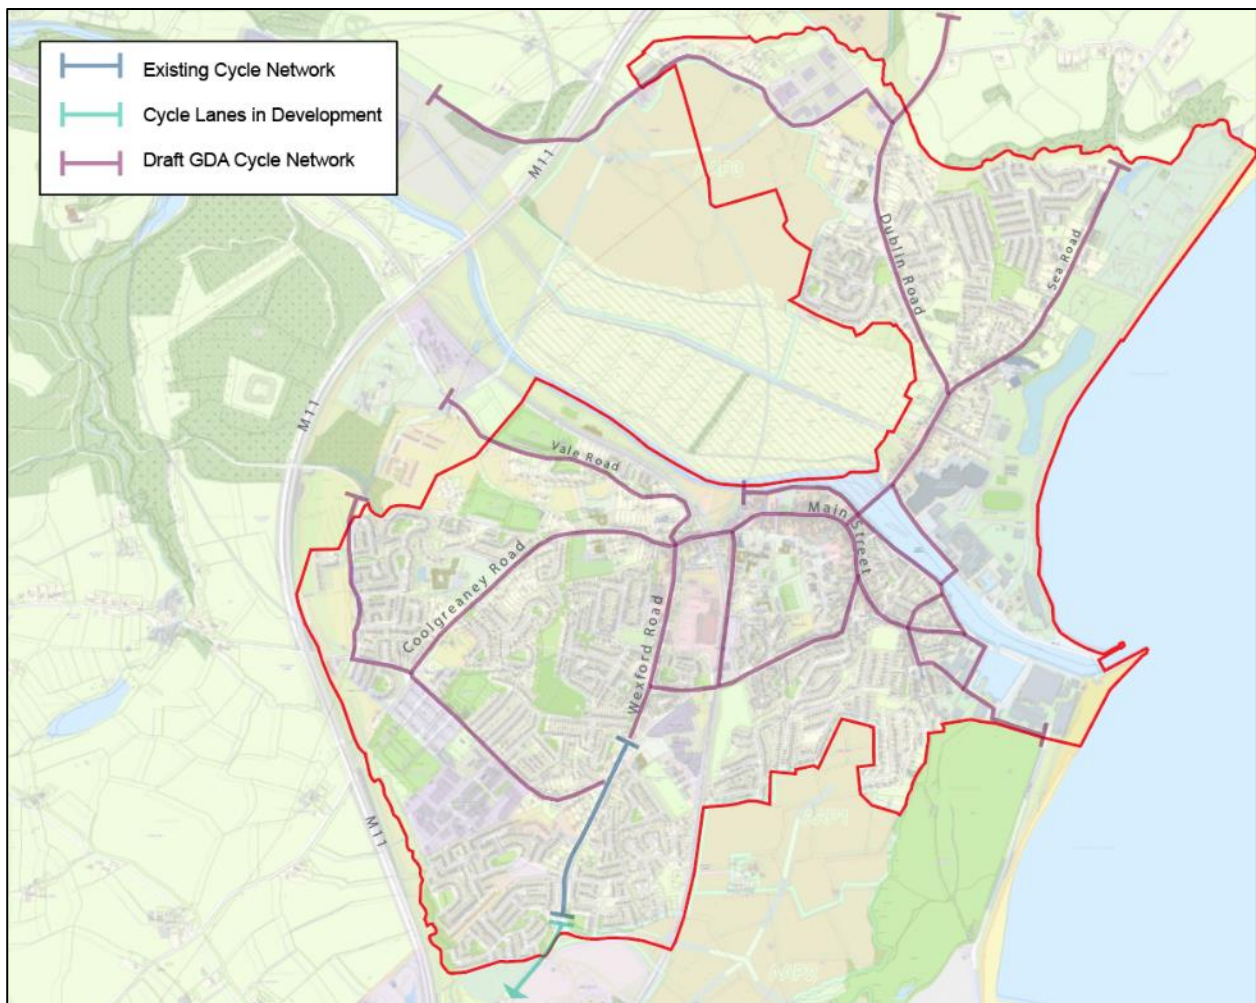 Existing Cycle Network
Cycle Lanes in Development
Draft GDA Cycle Network
M11
Dublin Road
Sea Road
M11
Vale Road
Main Street
Coolgreaney Road
Wexford Road
M11